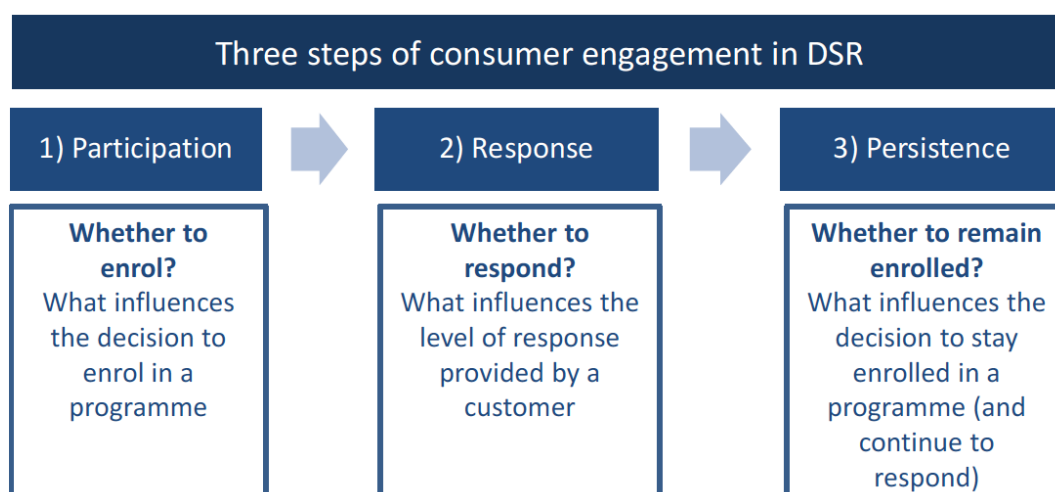 Three steps of consumer engagement in DSR
1) Participation
2) Response
3) Persistence
Whether to
enrol?
What influences
the decision to
enrol in a
programme
Whether to
respond?
What influences the
level of response
provided by a
customer
Whether to remain
enrolled?
What influences the
decision to stay
enrolled in a
programme (and
continue to
respond)